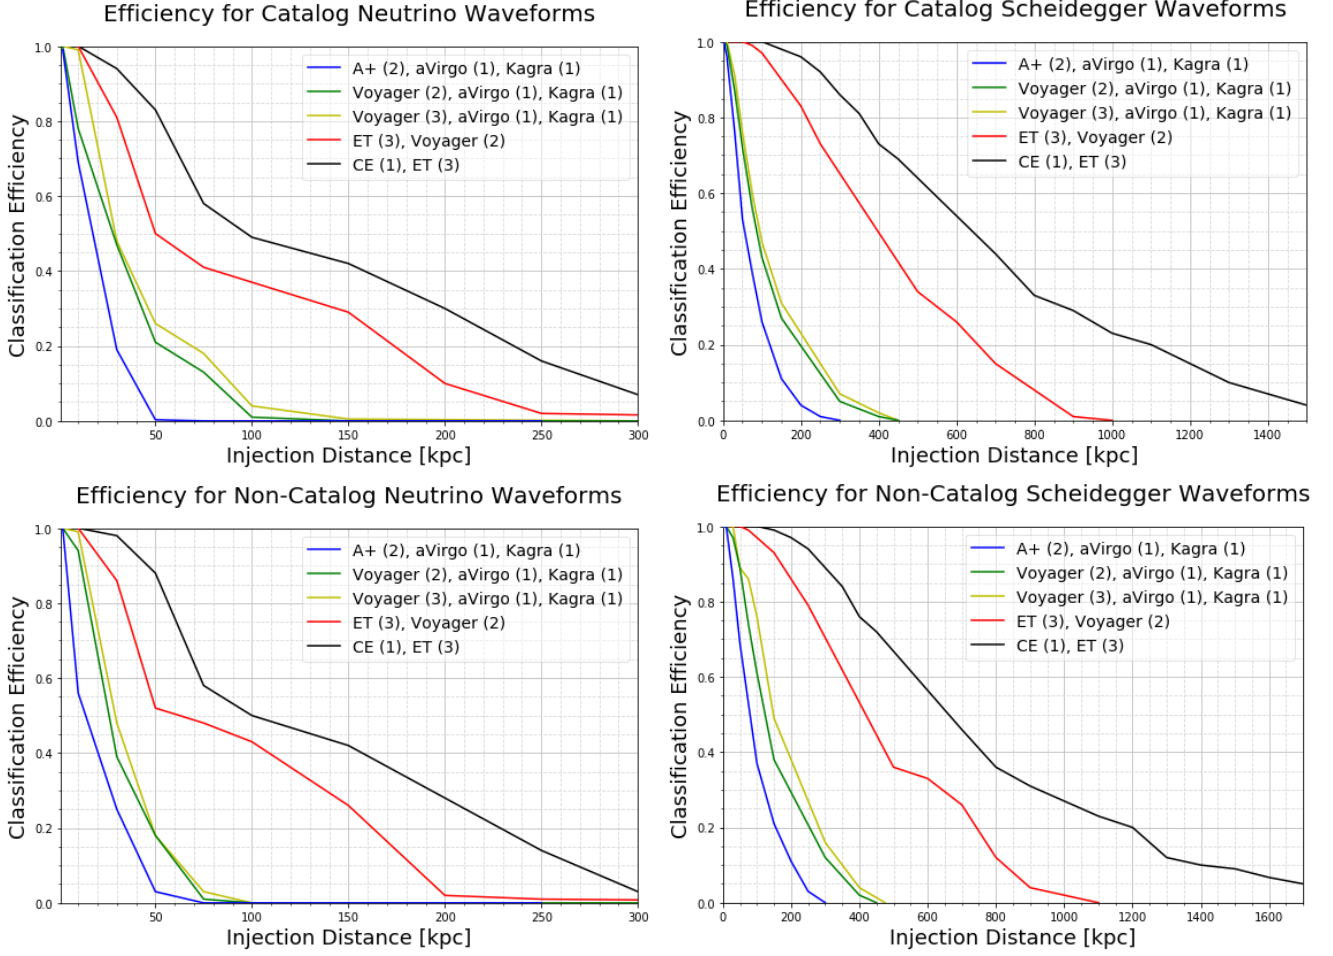 Efficiency for Catalog Neutrino Waveforms
Classification Efficiency
1.0
0.8
0.6
0.4
0.2
0.0
A+ (2), aVirgo (1), Kagra (1)
Voyager (2), aVirgo (1), Kagra (1)
Voyager (3), aVirgo (1), Kagra (1)
ET (3), Voyager (2)
CE (1), ET (3)
50 100 150 200 250 300
Injection Distance [kpc]
Efficiency for Catalog Scheidegger Waveforms
Classification Efficiency
1.0
0.8
0.6
0.4
0.2
0.0
A+ (2), aVirgo (1), Kagra (1)
Voyager (2), aVirgo (1), Kagra (1)
Voyager (3), aVirgo (1), Kagra (1)
ET (3), Voyager (2)
CE (1), ET (3)
0 200 400 600 800 1000 1200 1400
Injection Distance [kpc]
Efficiency for Non-Catalog Neutrino Waveforms
Classification Efficiency
1.0
0.8
0.6
0.4
0.2
0.0
A+ (2), aVirgo (1), Kagra (1)
Voyager (2), aVirgo (1), Kagra (1)
Voyager (3), aVirgo (1), Kagra (1)
ET (3), Voyager (2)
CE (1), ET (3)
50 100 150 200 250 300
Injection Distance [kpc]
Efficiency for Non-Catalog Scheidegger Waveforms
Classification Efficiency
1.0
0.8
0.6
0.4
0.2
0.0
A+ (2), aVirgo (1), Kagra (1)
Voyager (2), aVirgo (1), Kagra (1)
Voyager (3), aVirgo (1), Kagra (1)
ET (3), Voyager (2)
CE (1), ET (3)
0 200 400 600 800 1000 1200 1400 1600
Injection Distance [kpc]